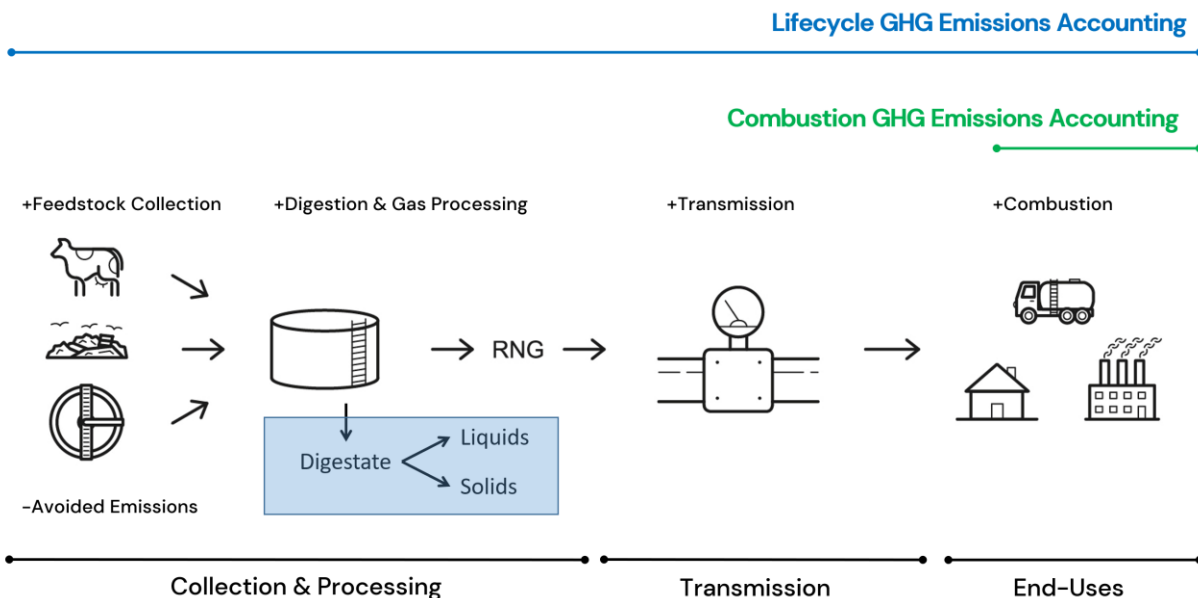 Lifecycle GHG Emissions Accounting
Combustion GHG Emissions Accounting
+Feedstock Collection
+Digestion & Gas Processing
+Transmission
+Combustion
RNG
Digestate
Liquids
Solids
-Avoided Emissions
Collection & Processing
Transmission
End-Uses